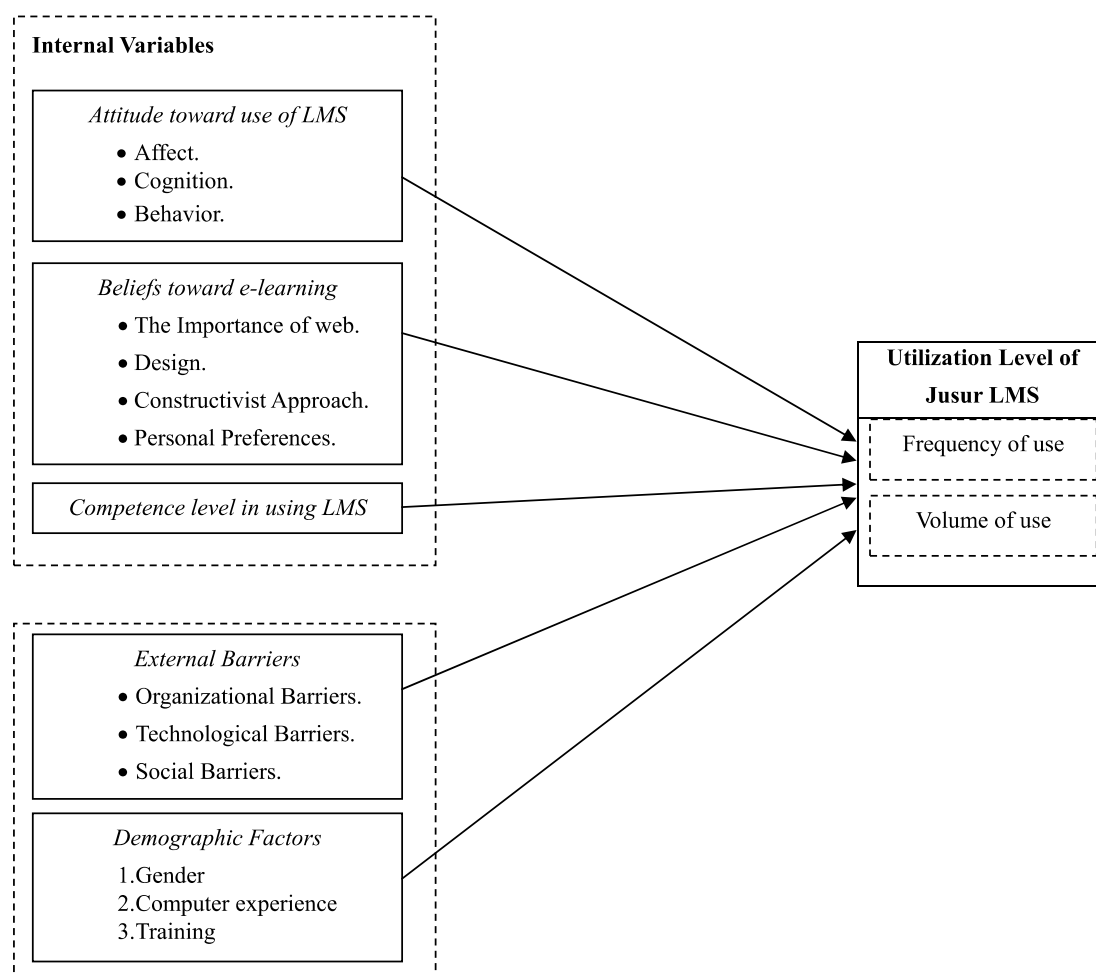 Internal Variables
Attitude toward use of LMS
• Affect.
• Cognition.
• Behavior.
Beliefs toward e-learning
• The Importance of web.
• Design.
• Constructivist Approach.
• Personal Preferences.
Competence level in using LMS
External Barriers
• Organizational Barriers.
• Technological Barriers.
• Social Barriers.
Demographic Factors
1.Gender
2.Computer experience
3.Training
Utilization Level of
Jusur LMS
Frequency of use
Volume of use